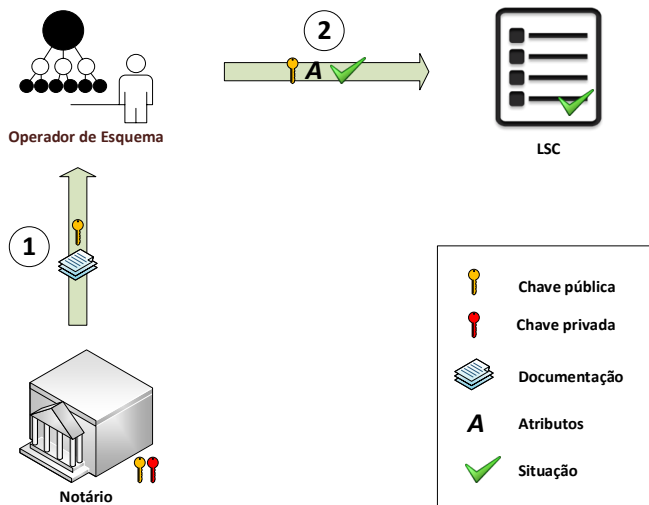 2
A
Operador de Esquema
LSC
1
Chave pública
Chave privada
Documentação
A Atributos
Situação
Notário